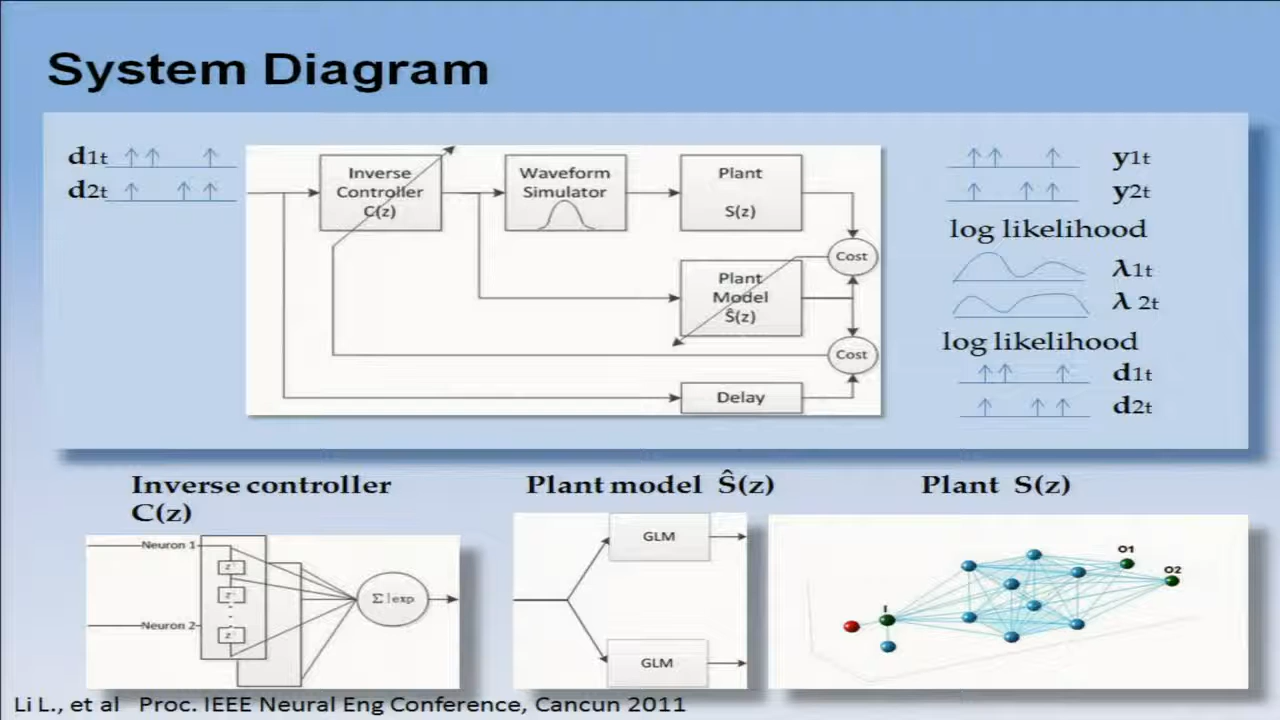 System Diagram
d1t
d2t
Inverse
Controller
C(z)
Waveform
Simulator
Plant
S(z)
Cost
Plant
Model
Ŝ(z)
Cost
Delay
y1t
y2t
log likelihood
λ1t
λ 2t
log likelihood
d1t
d2t
Inverse controller
C(z)
Neuron 1
z
z
z
Neuron 2
Σ|exp
Plant model Ŝ(z)
GLM
GLM
Plant S(z)
I
O1
O2
Li L., et al Proc. IEEE Neural Eng Conference, Cancun 2011